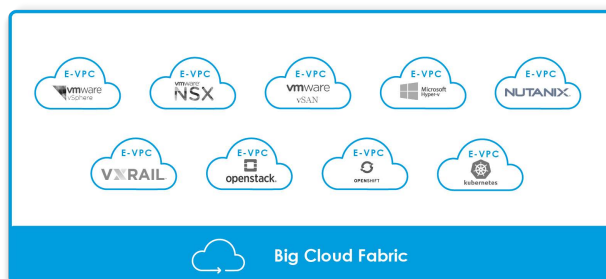 E-VPC
vmware
vSphere
E-VPC
vmware
NSX
E-VPC
vmware
vSAN
E-VPC
Microsoft
Hyper-v
E-VPC
NUTANIX
E-VPC
VXRAIL
E-VPC
openstack
E-VPC
OPENSHIFT
E-VPC
kubernetes
Big Cloud Fabric